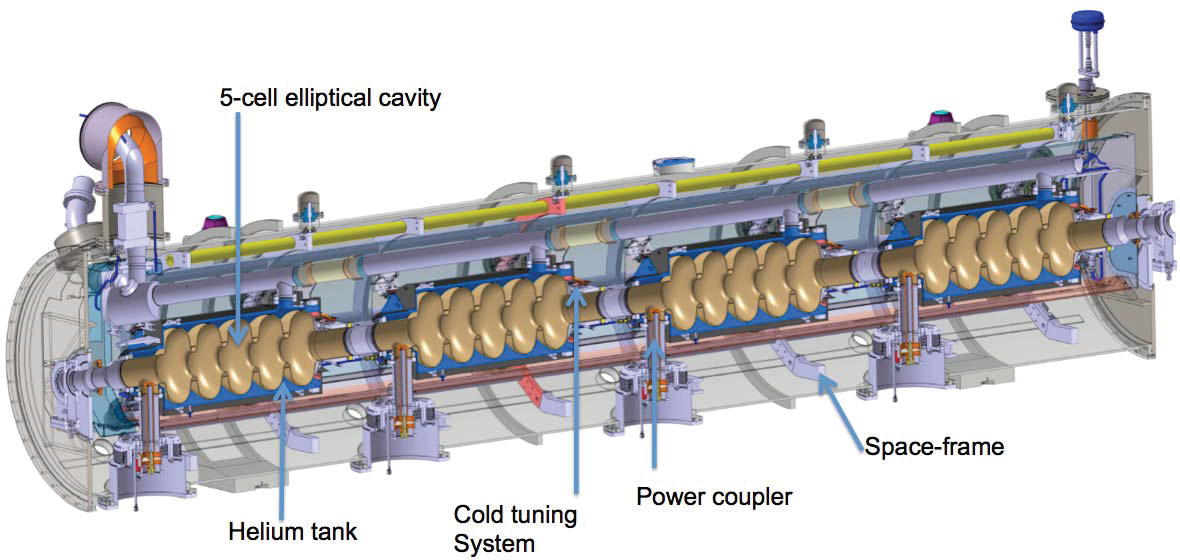 5-cell elliptical cavity
Space-frame
Power coupler
Cold tuning
System
Helium tank